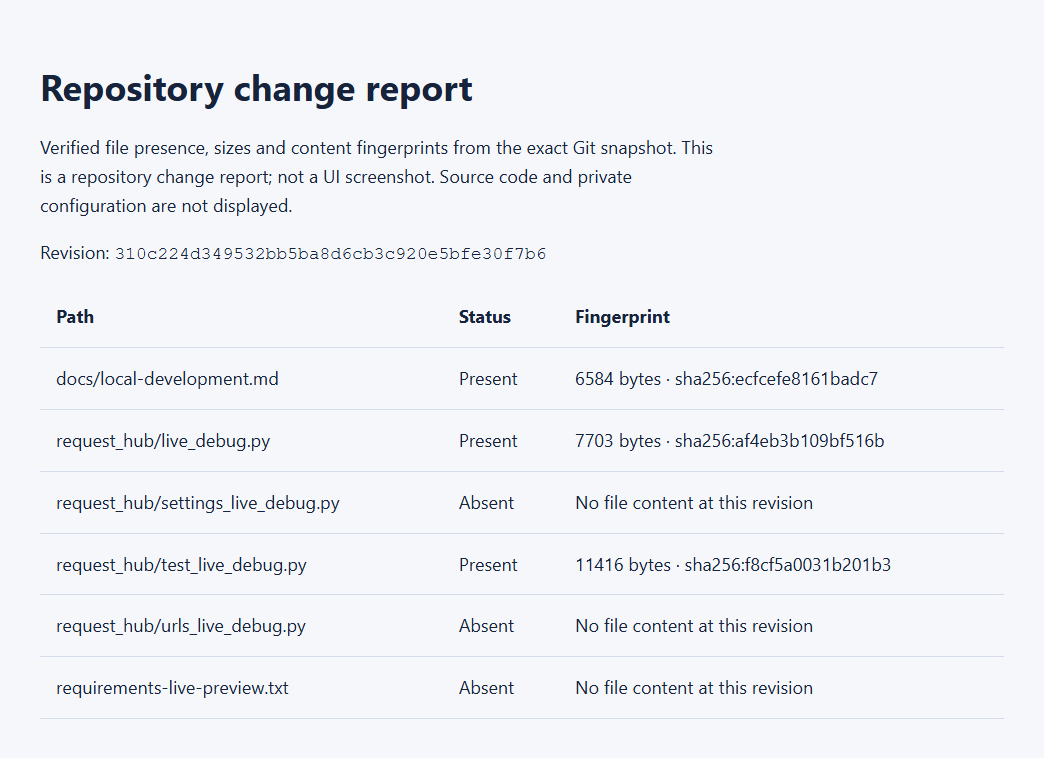 Repository change report
Verified file presence, sizes and content fingerprints from the exact Git snapshot. This
is a repository change report; not a UI screenshot. Source code and private
configuration are not displayed.
Revision: 310c224d349532bb5ba8d6cb3c920e5bfe30f7b6
Path Status Fingerprint
docs/local-development.md Present 6584 bytes · sha256:ecfcefe8161badc7
request_hub/live_debug.py Present 7703 bytes · sha256:af4eb3b109bf516b
request_hub/settings_live_debug.py Absent No file content at this revision
request_hub/test_live_debug.py Present 11416 bytes · sha256:f8cf5a0031b201b3
request_hub/urls_live_debug.py Absent No file content at this revision
requirements-live-preview.txt Absent No file content at this revision